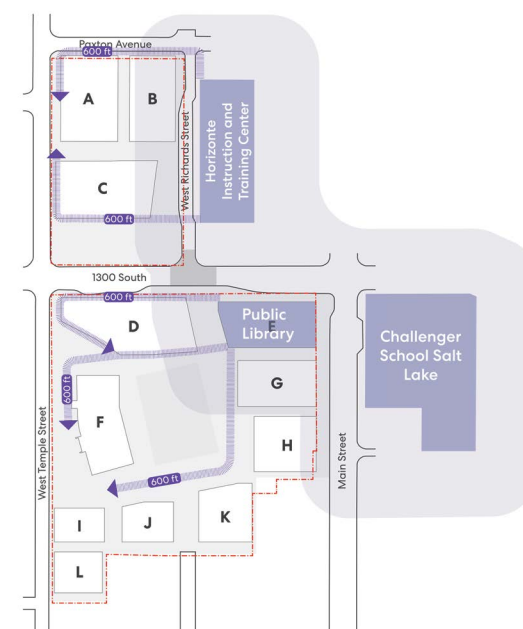 Paxton Avenue
600 ft
A
B
C
600 ft
West Richards Street
Horizonte
Instruction and
Training Center
1300 South
600 ft
D
E
Public
Library
Challenger
School Salt
Lake
600 ft
F
G
H
600 ft
West Temple Street
Main Street
I
J
K
L